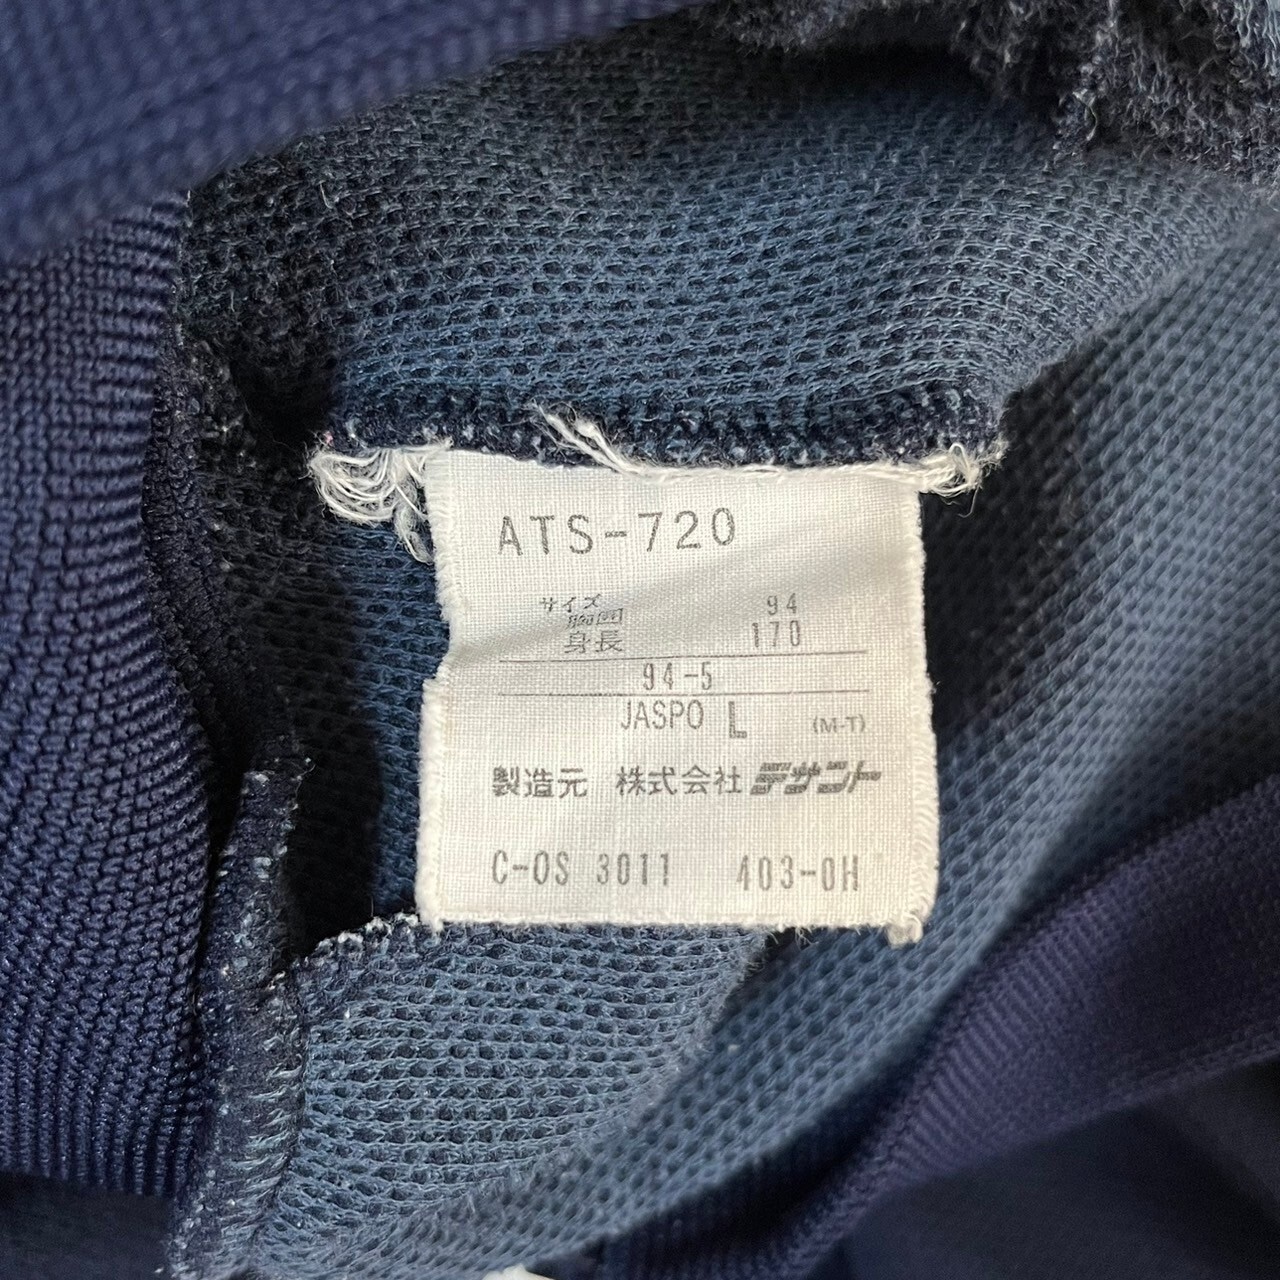 ATS-720
サイズ
胸囲 94
身長 170
94-5
JASPO L (M-T)
製造元 株式会社デサント
C-OS 3011 403-0H